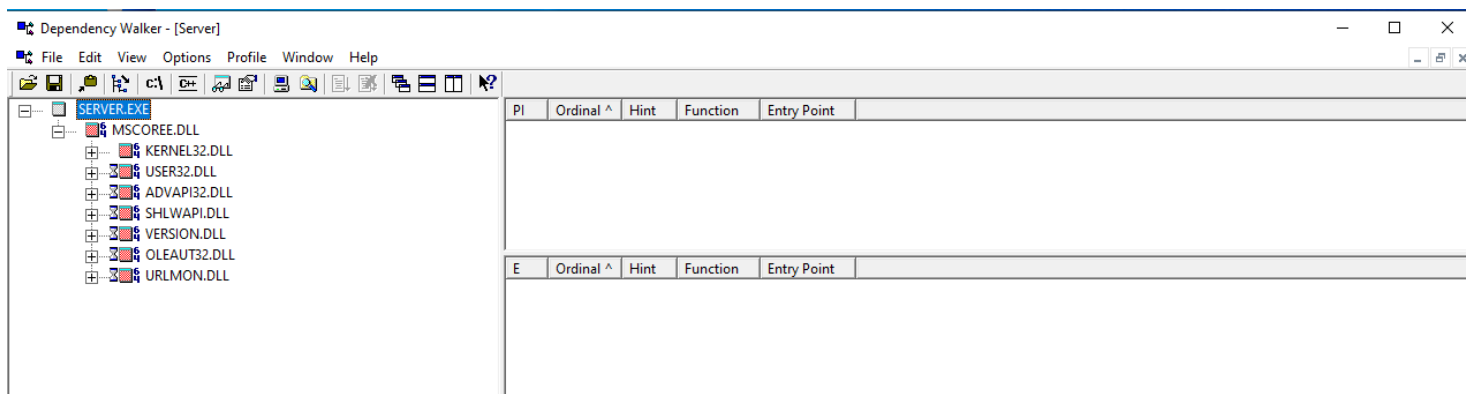 Dependency Walker - [Server]
File Edit View Options Profile Window Help
C:\ C++
SERVER.EXE
MSCOREE.DLL
KERNEL32.DLL
USER32.DLL
ADVAPI32.DLL
SHLWAPI.DLL
VERSION.DLL
OLEAUT32.DLL
URLMON.DLL
PI Ordinal ^ Hint Function Entry Point
E Ordinal ^ Hint Function Entry Point